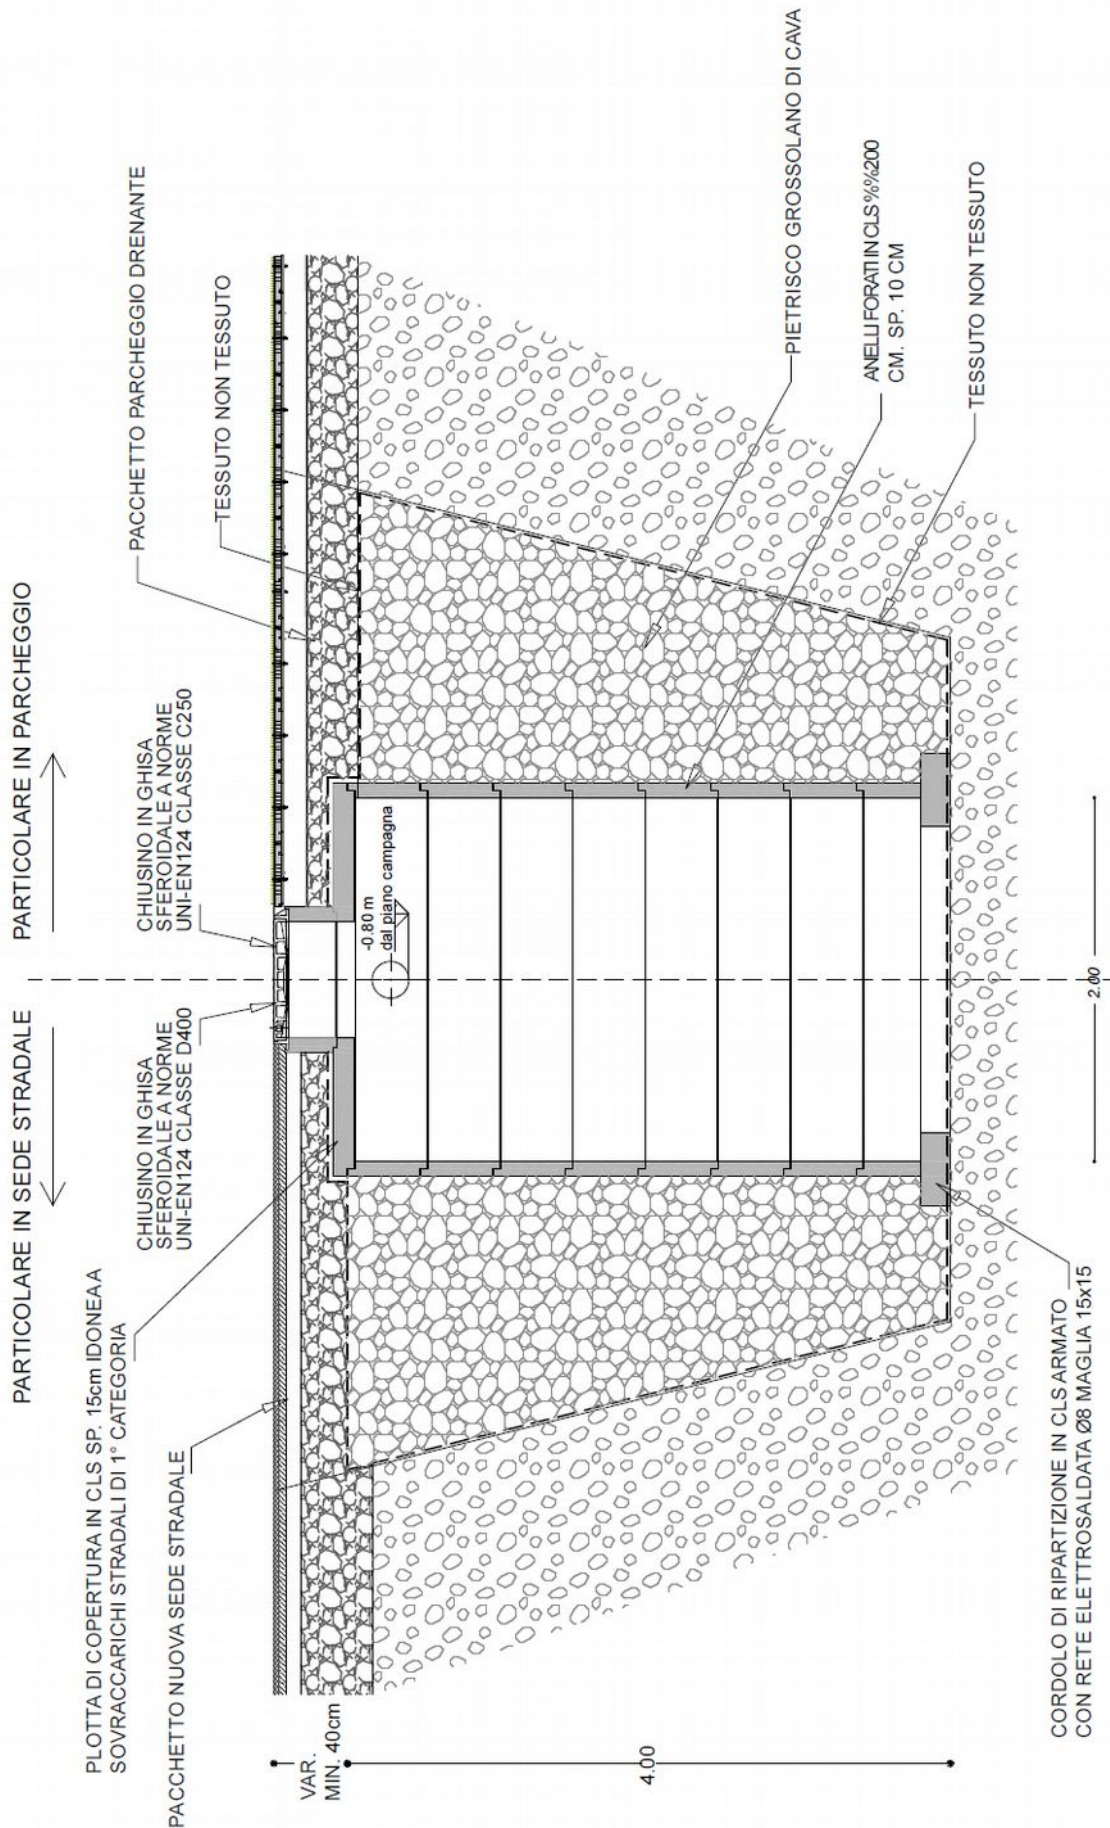 PARTICOLARE IN SEDE STRADALE
PARTICOLARE IN PARCHEGGIO
PLOTTA DI COPERTURA IN CLS SP. 15cm IDONEA A
SOVRACCARICHI STRADALI DI 1° CATEGORIA
CHIUSINO IN GHISA
SFEROIDALE A NORME
UNI-EN124 CLASSE D400
CHIUSINO IN GHISA
SFEROIDALE A NORME
UNI-EN124 CLASSE C250
PACCHETTO PARCHEGGIO DRENANTE
PACCHETTO NUOVA SEDE STRADALE
TESSUTO NON TESSUTO
VAR.
MIN. 40cm
-0.80 m
dal piano campagna
4.00
PIETRISCO GROSSOLANO DI CAVA
ANELLI FORATI IN CLS %%200
CM. SP. 10 CM
TESSUTO NON TESSUTO
CORDOLO DI RIPARTIZIONE IN CLS ARMATO
CON RETE ELETTROSALDATA Ø8 MAGLIA 15x15
2.00